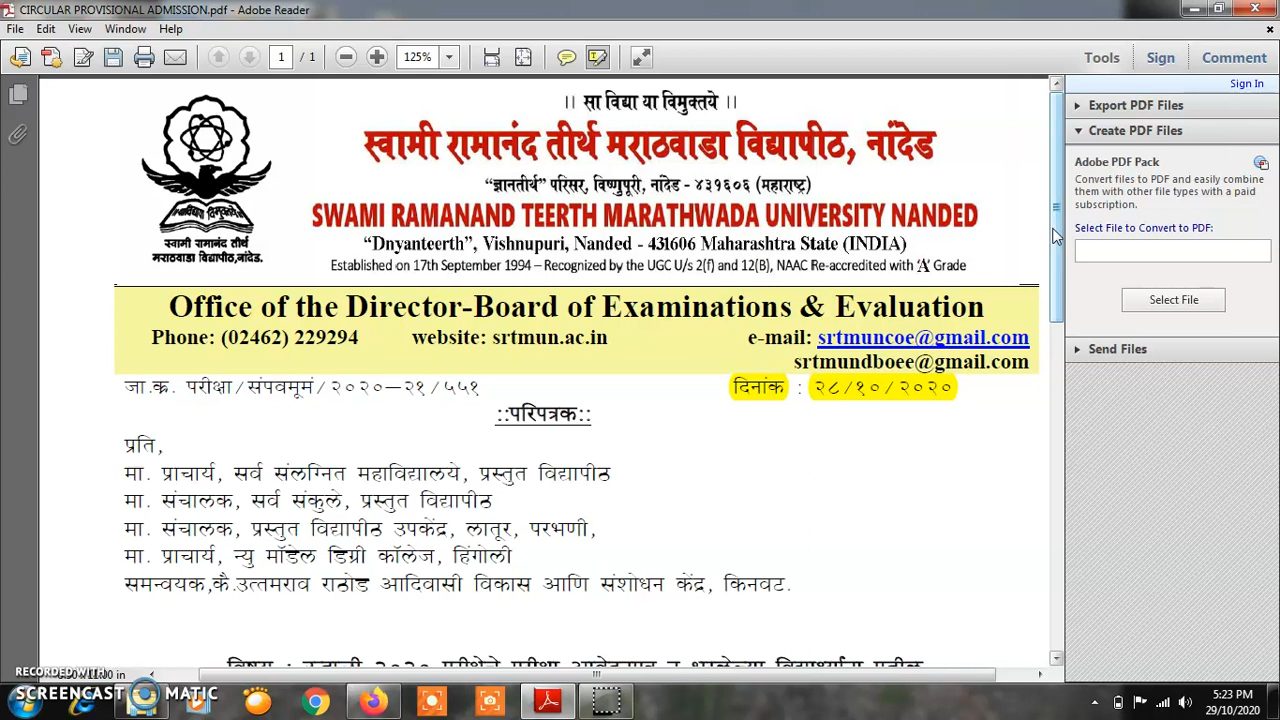 CIRCULAR PROVISIONAL ADMISSION.pdf - Adobe Reader
File Edit View Window Help
1 / 1 125% Tools Sign Comment
Sign In
Export PDF Files
Create PDF Files
Adobe PDF Pack
Convert files to PDF and easily combine
them with other file types with a paid
subscription.
Select File to Convert to PDF:
Select File
Send Files
।। सा विद्या या विमुक्तये ।।
स्वामी रामानंद तीर्थ मराठवाडा विद्यापीठ, नांदेड
“ज्ञानतीर्थ” परिसर, विष्णुपूरी, नांदेड - ४३१६०६ (महाराष्ट्र)
SWAMI RAMANAND TEERTH MARATHWADA UNIVERSITY NANDED
“Dnyanteerth”, Vishnupuri, Nanded - 431606 Maharashtra State (INDIA)
Established on 17th September 1994 – Recognized by the UGC U/s 2(f) and 12(B), NAAC Re-accredited with 'A' Grade
स्वामी रामानंद तीर्थ
मराठवाडा विद्यापीठ,नांदेड.
Office of the Director-Board of Examinations & Evaluation
Phone: (02462) 229294 website: srtmun.ac.in e-mail: srtmuncoe@gmail.com
srtmundboee@gmail.com
जा.क्र. परीक्षा/संपवमूमं/२०२०—२१/५५१ दिनांक : २८/१०/२०२०
::परिपत्रक::
प्रति,
मा. प्राचार्य, सर्व संलग्नित महाविद्यालये, प्रस्तुत विद्यापीठ
मा. संचालक, सर्व संकुले, प्रस्तुत विद्यापीठ
मा. संचालक, प्रस्तुत विद्यापीठ उपकेंद्र, लातूर, परभणी,
मा. प्राचार्य, न्यु मॉडेल डिग्री कॉलेज, हिंगोली
समन्वयक,कै.उत्तमराव राठोड आदिवासी विकास आणि संशोधन केंद्र, किनवट.
RECORDED WITH
SCREENCAST MATIC
5:23 PM
29/10/2020